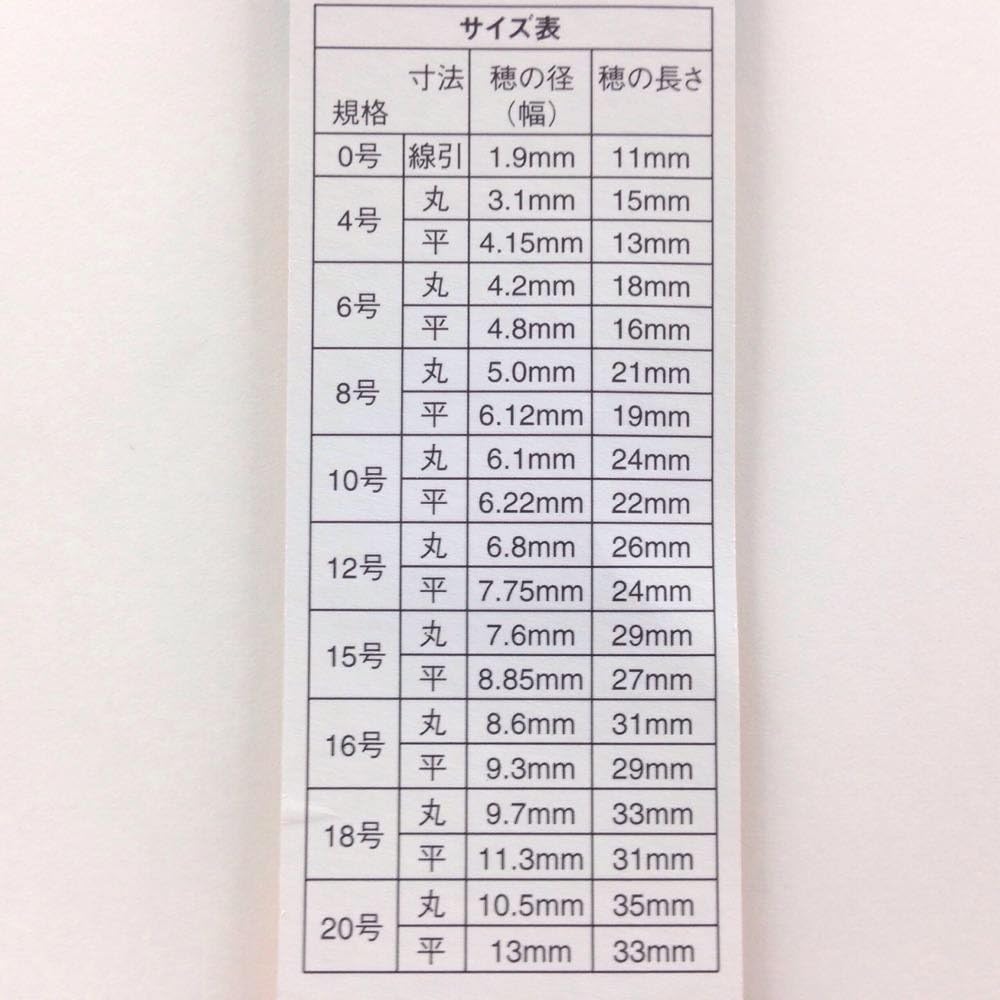 サイズ表
寸法 穂の径 穂の長さ
規格 （幅）
0号 線引 1.9mm 11mm
4号 丸 3.1mm 15mm
平 4.15mm 13mm
6号 丸 4.2mm 18mm
平 4.8mm 16mm
8号 丸 5.0mm 21mm
平 6.12mm 19mm
10号 丸 6.1mm 24mm
平 6.22mm 22mm
12号 丸 6.8mm 26mm
平 7.75mm 24mm
15号 丸 7.6mm 29mm
平 8.85mm 27mm
16号 丸 8.6mm 31mm
平 9.3mm 29mm
18号 丸 9.7mm 33mm
平 11.3mm 31mm
20号 丸 10.5mm 35mm
平 13mm 33mm